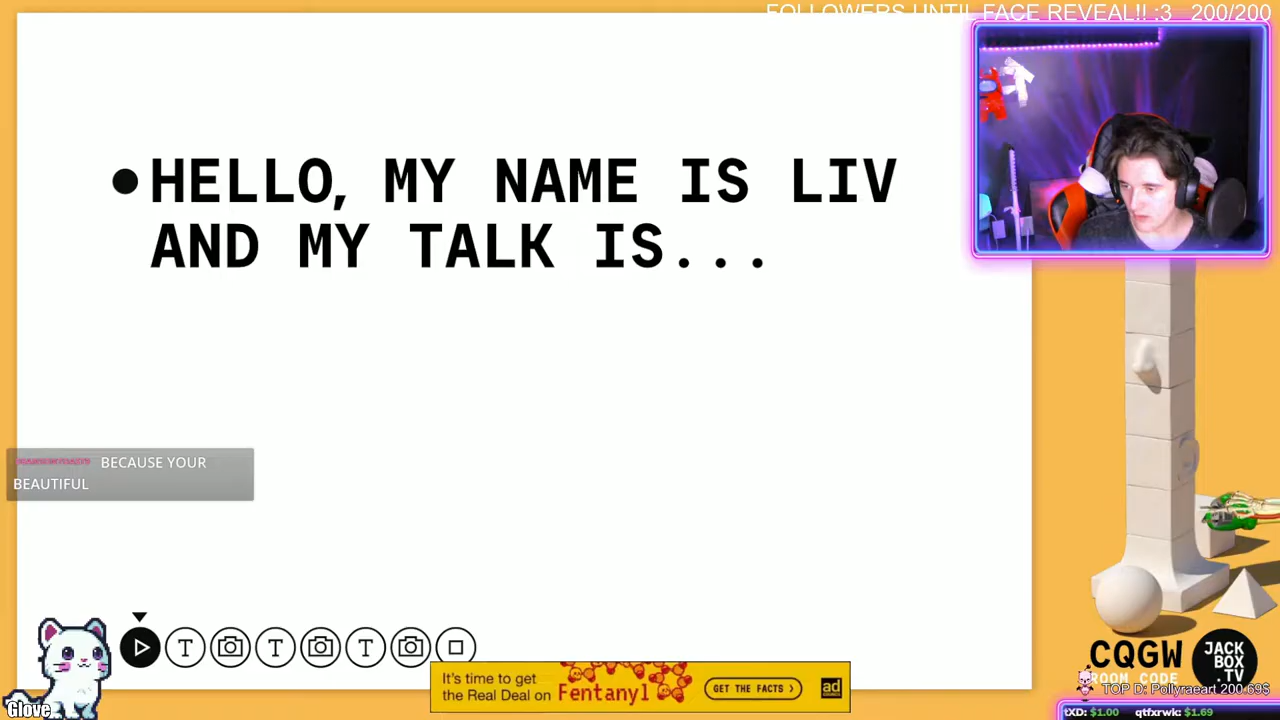 FOLLOWERS UNTIL FACE REVEAL!! :3 200/200
•HELLO, MY NAME IS LIV
AND MY TALK IS...
BECAUSE YOUR
BEAUTIFUL
T T T
It's time to get
the Real Deal on
Fentanyl
GET THE FACTS
ad
CQGW
ROOM CODE
JACK
BOX
.TV
TOP D: Pollyraeart 200.69$
Glove
tXD: $1.00 qtfxrwk: $1.69